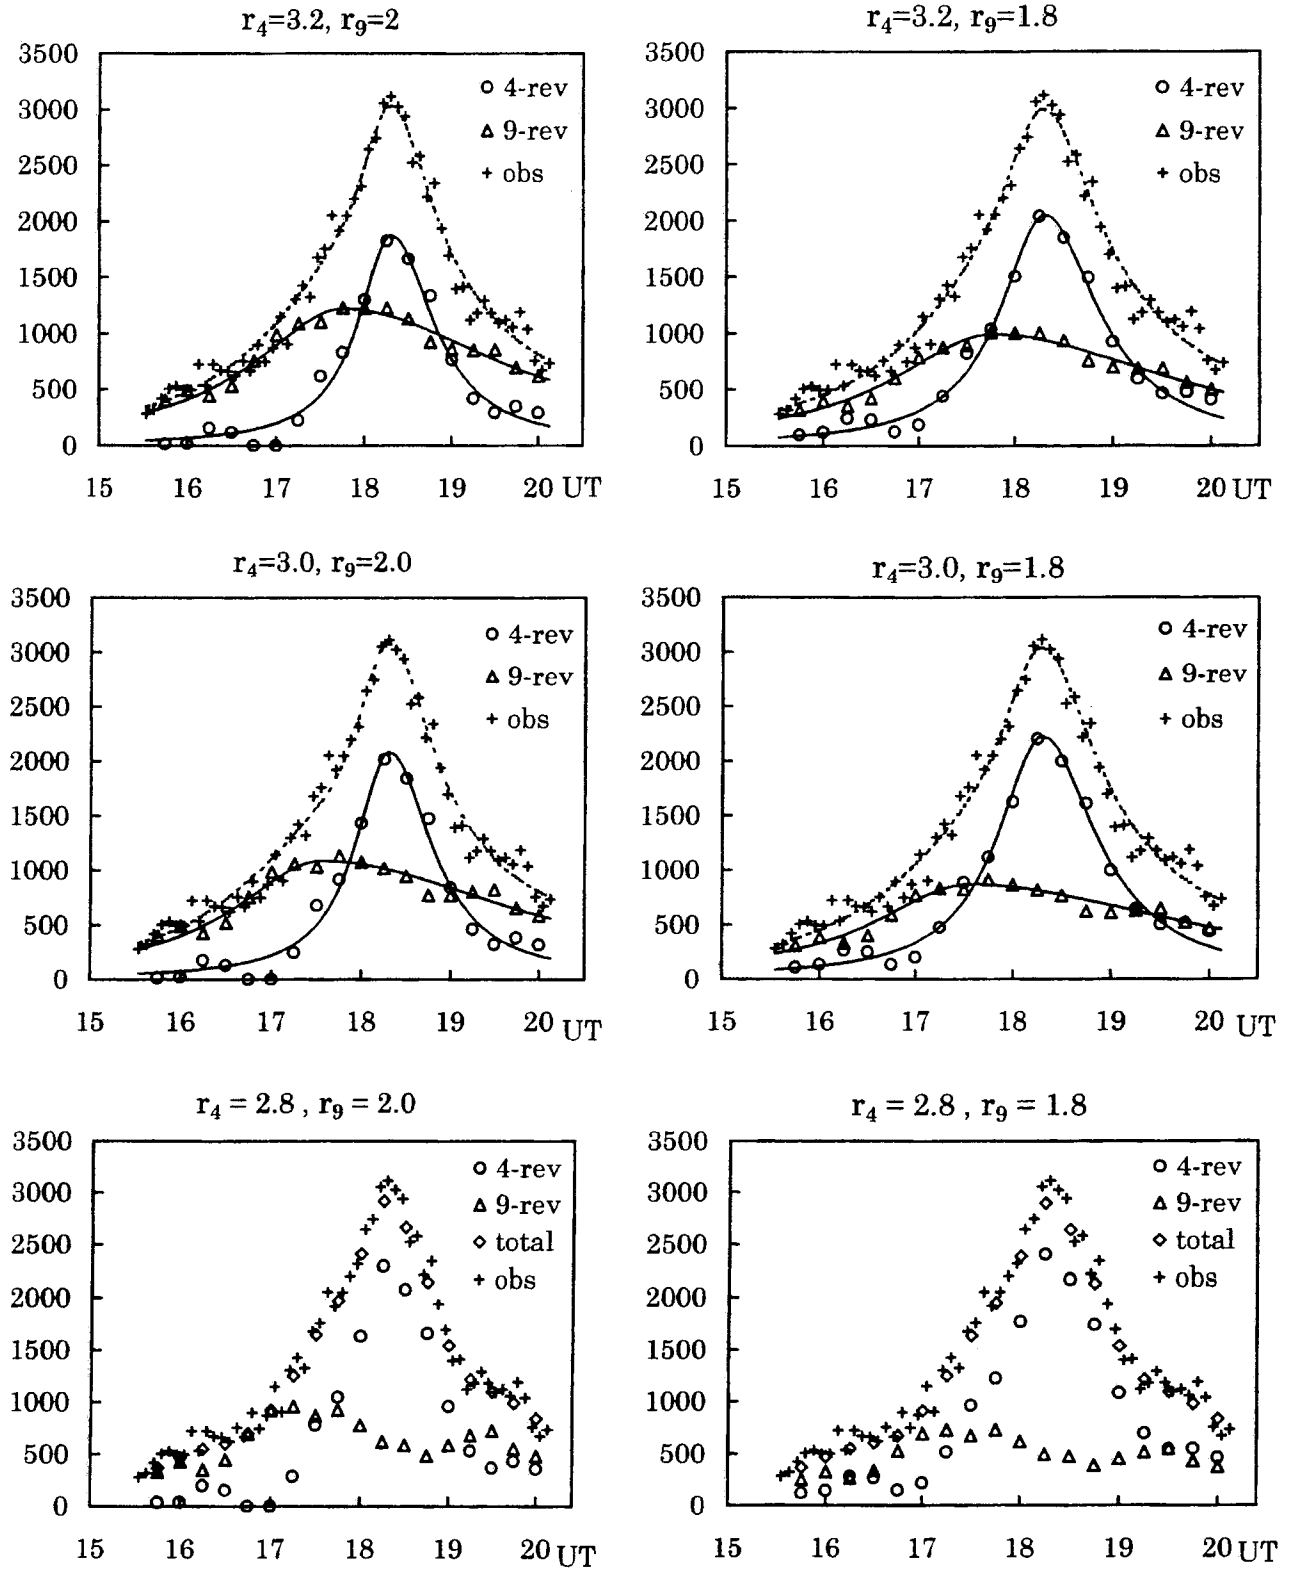 r4=3.2, r9=2
3500
3000
2500
2000
1500
1000
500
0
15 16 17 18 19 20 UT
4-rev
9-rev
obs
r4=3.2, r9=1.8
3500
3000
2500
2000
1500
1000
500
0
15 16 17 18 19 20 UT
4-rev
9-rev
obs
r4=3.0, r9=2.0
3500
3000
2500
2000
1500
1000
500
0
15 16 17 18 19 20 UT
4-rev
9-rev
obs
r4=3.0, r9=1.8
3500
3000
2500
2000
1500
1000
500
0
15 16 17 18 19 20 UT
4-rev
9-rev
obs
r4 = 2.8 , r9 = 2.0
3500
3000
2500
2000
1500
1000
500
0
15 16 17 18 19 20 UT
4-rev
9-rev
total
obs
r4 = 2.8 , r9 = 1.8
3500
3000
2500
2000
1500
1000
500
0
15 16 17 18 19 20 UT
4-rev
9-rev
total
obs